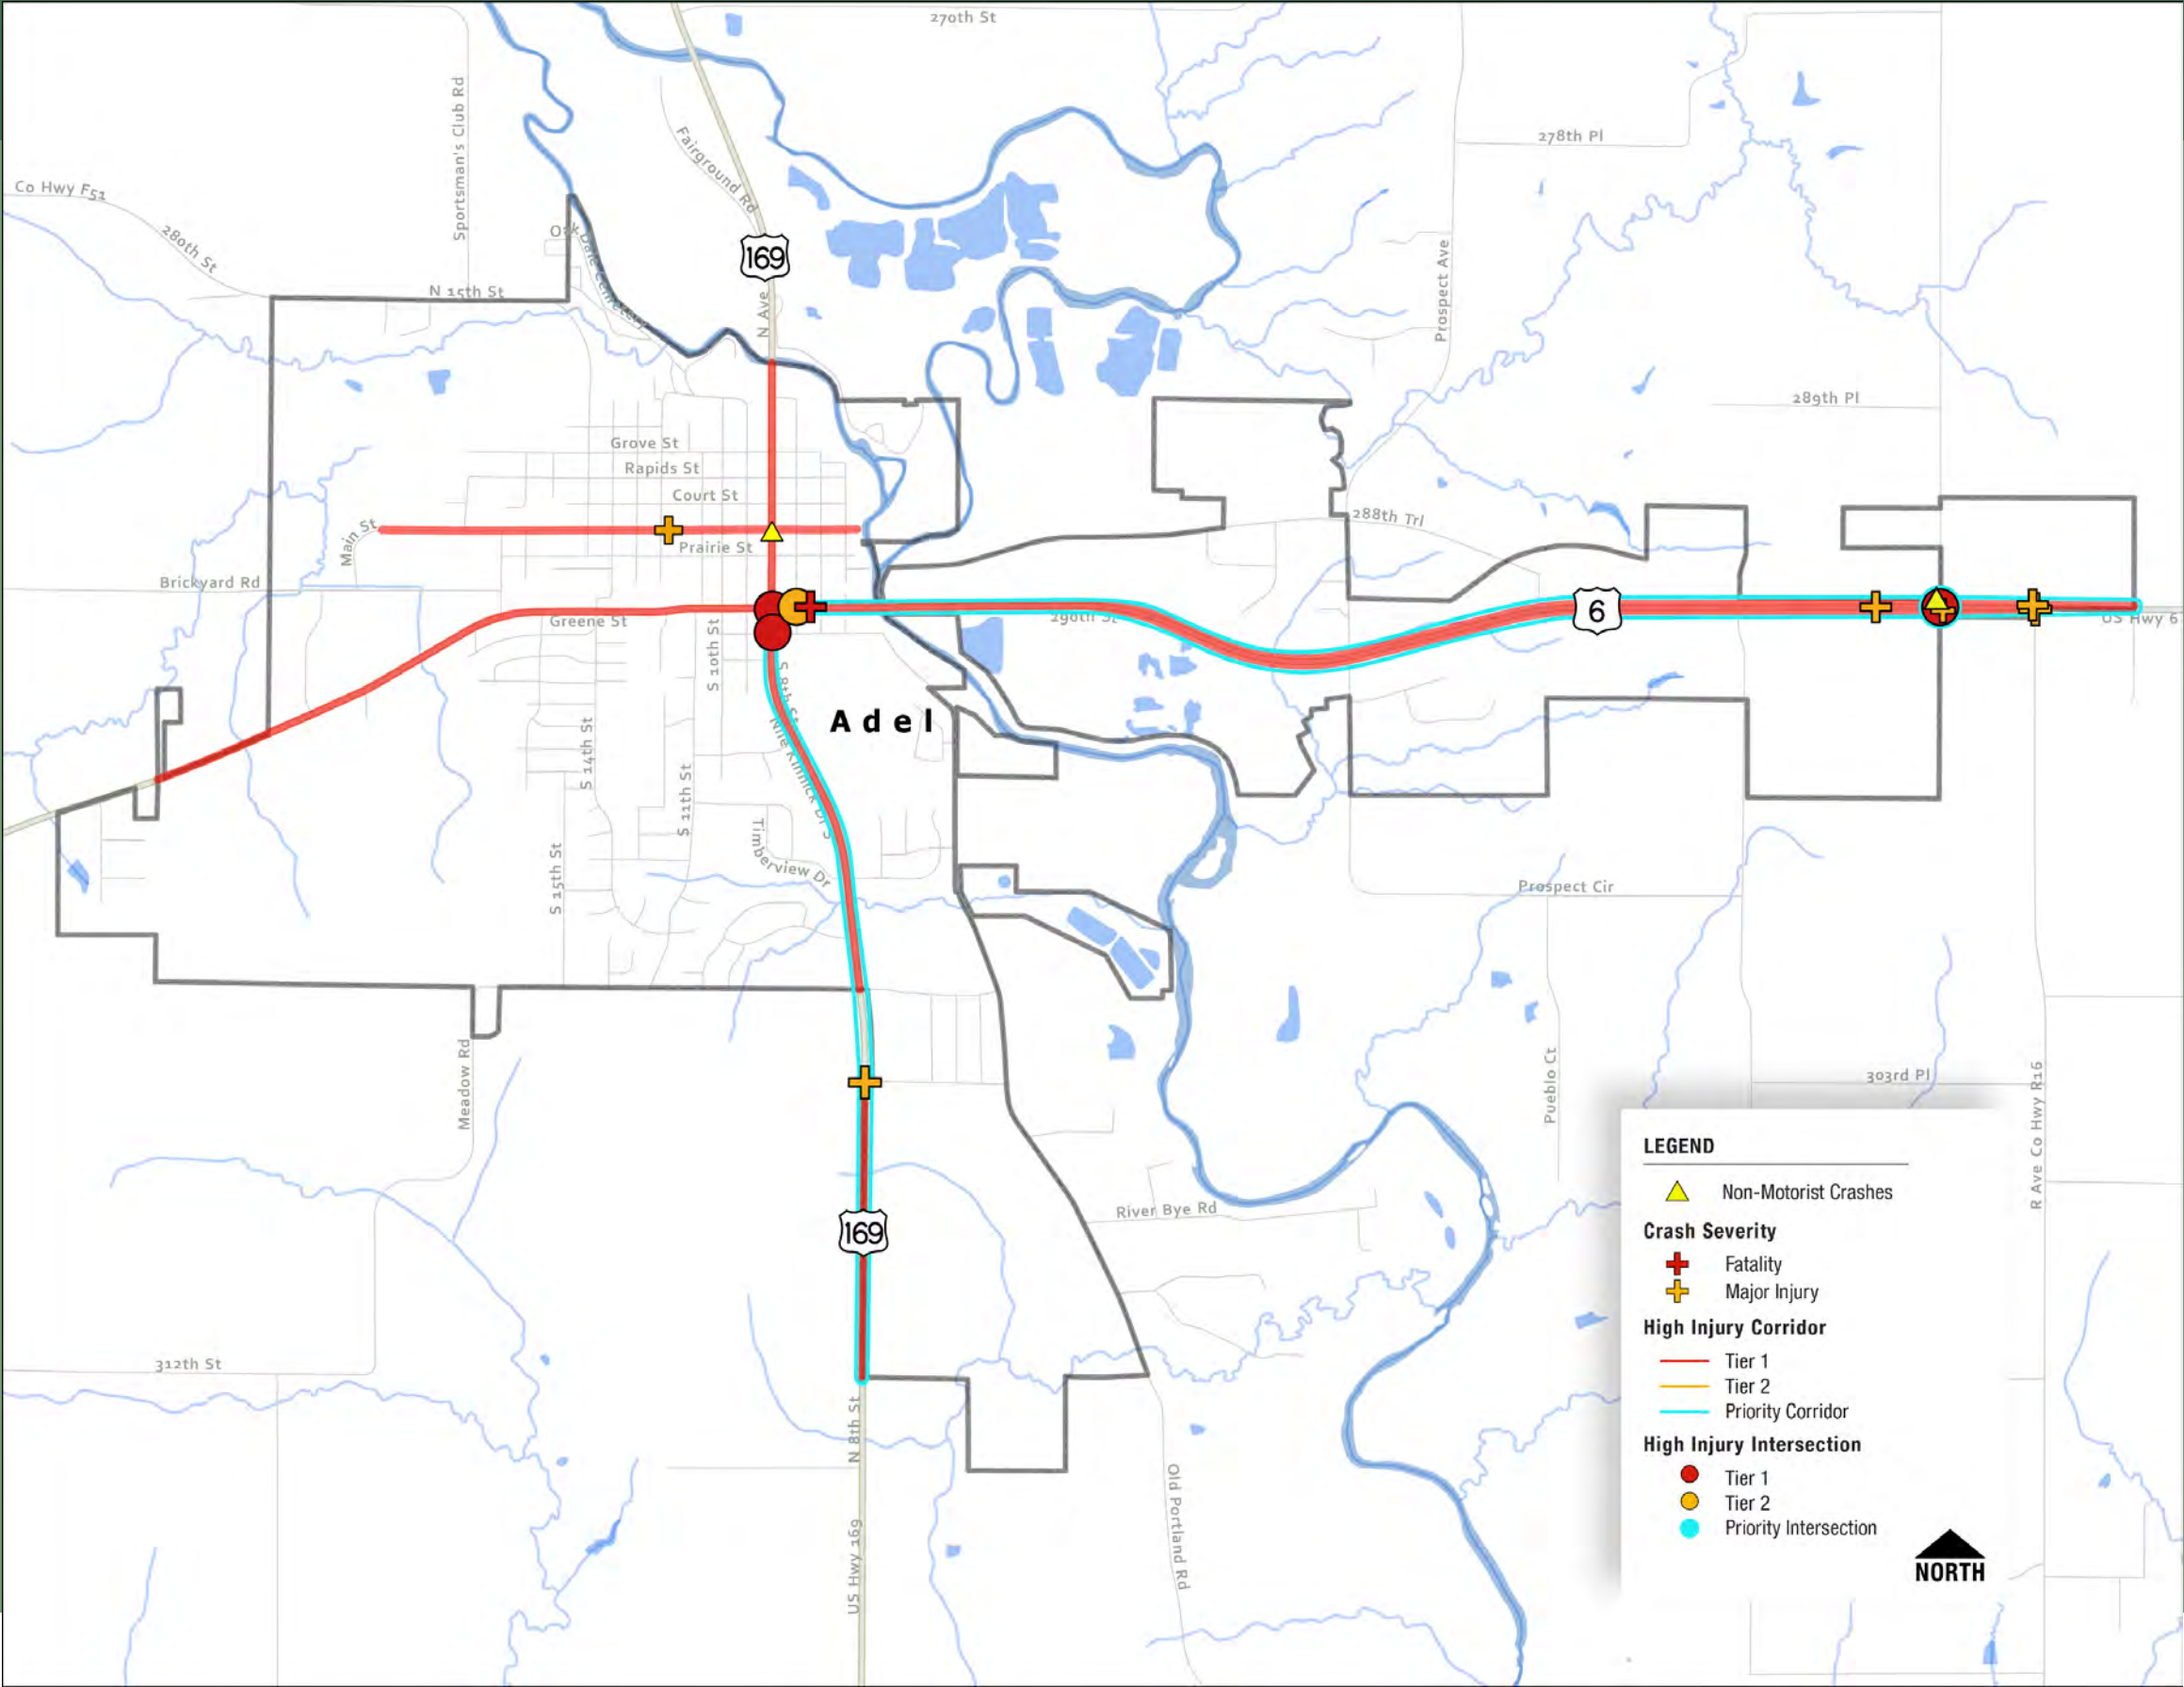 270th St
Sportsman's Club Rd
Fairground Rd
278th Pl
Co Hwy F51
280th St
Oak Dale Cemetery
169
N Ave
Prospect Ave
N 15th St
289th Pl
Grove St
Rapids St
Court St
Main St
Prairie St
288th Trl
Brickyard Rd
Greene St
290th St
6
US Hwy 6
S 10th St
S 8th St
Nile Kinnick Dr S
Adel
S 14th St
S 11th St
Timberview Dr
S 15th St
Prospect Cir
Meadow Rd
Pueblo Ct
303rd Pl
R Ave Co Hwy R16
River Bye Rd
169
312th St
N 8th St
Old Portland Rd
US Hwy 169
LEGEND
Non-Motorist Crashes
Crash Severity
Fatality
Major Injury
High Injury Corridor
Tier 1
Tier 2
Priority Corridor
High Injury Intersection
Tier 1
Tier 2
Priority Intersection
NORTH